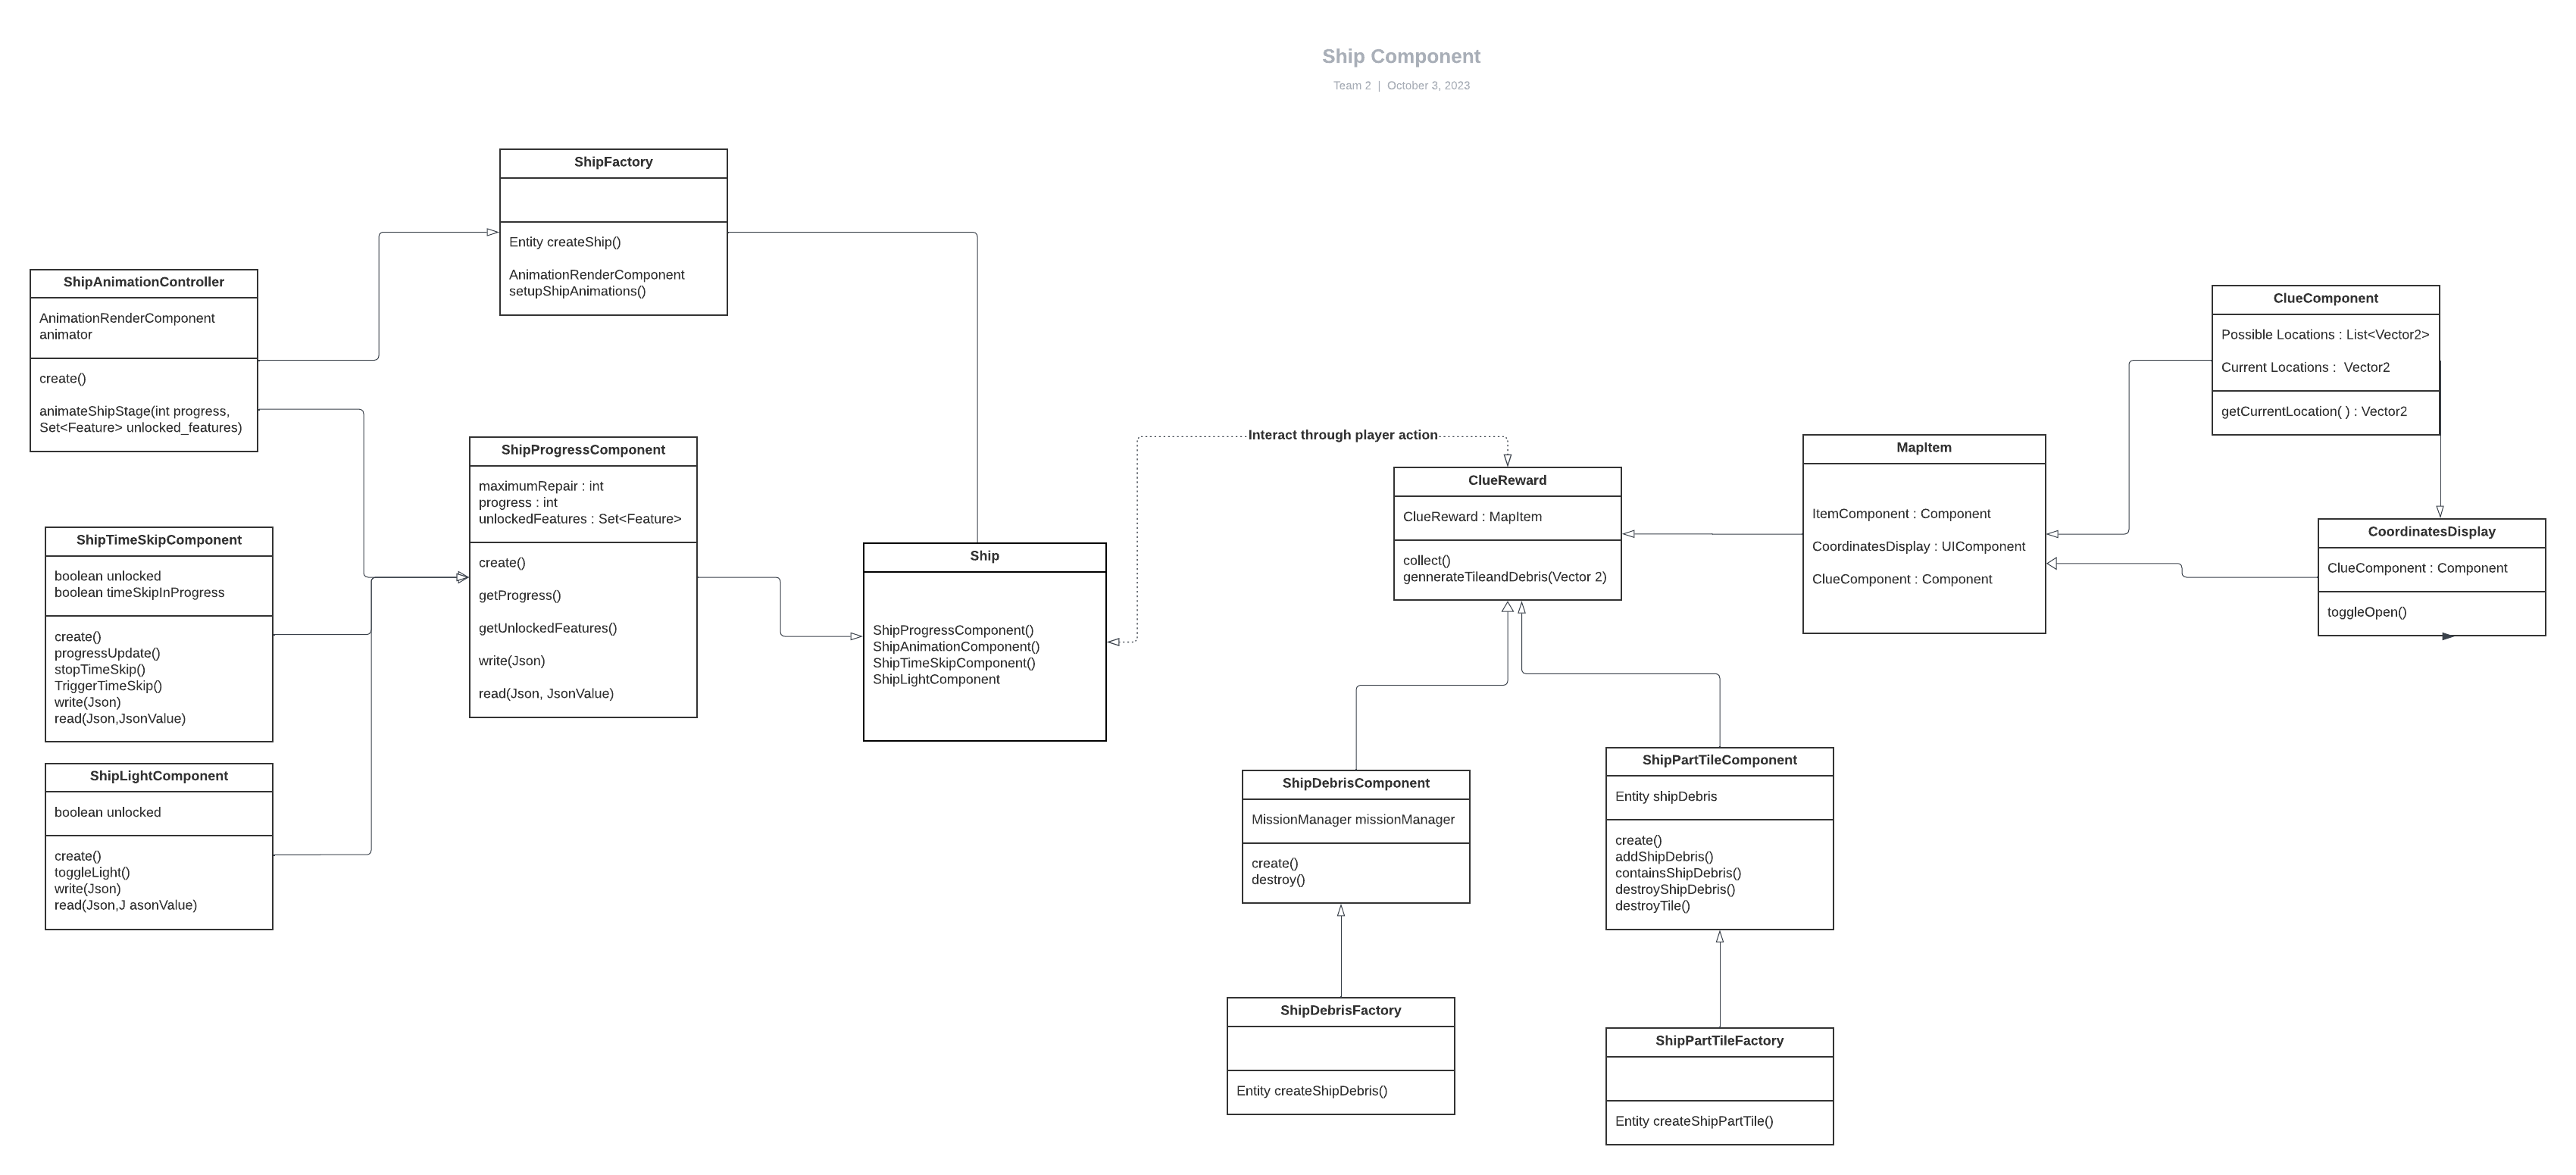 Ship Component
Team 2 | October 3, 2023
ShipFactory
Entity createShip()
AnimationRenderComponent
setupShipAnimations()
ShipAnimationController
AnimationRenderComponent
animator
create()
animateShipStage(int progress,
Set<Feature> unlocked_features)
ShipProgressComponent
maximumRepair : int
progress : int
unlockedFeatures : Set<Feature>
create()
getProgress()
getUnlockedFeatures()
write(Json)
read(Json, JsonValue)
ShipTimeSkipComponent
boolean unlocked
boolean timeSkipInProgress
create()
progressUpdate()
stopTimeSkip()
TriggerTimeSkip()
write(Json)
read(Json,JsonValue)
ShipLightComponent
boolean unlocked
create()
toggleLight()
write(Json)
read(Json,J asonValue)
Ship
ShipProgressComponent()
ShipAnimationComponent()
ShipTimeSkipComponent()
ShipLightComponent
Interact through player action
ClueReward
ClueReward : MapItem
collect()
gennerateTileandDebris(Vector 2)
MapItem
ItemComponent : Component
CoordinatesDisplay : UIComponent
ClueComponent : Component
ClueComponent
Possible Locations : List<Vector2>
Current Locations :  Vector2
getCurrentLocation( ) : Vector2
CoordinatesDisplay
ClueComponent : Component
toggleOpen()
ShipDebrisComponent
MissionManager missionManager
create()
destroy()
ShipPartTileComponent
Entity shipDebris
create()
addShipDebris()
containsShipDebris()
destroyShipDebris()
destroyTile()
ShipDebrisFactory
Entity createShipDebris()
ShipPartTileFactory
Entity createShipPartTile()